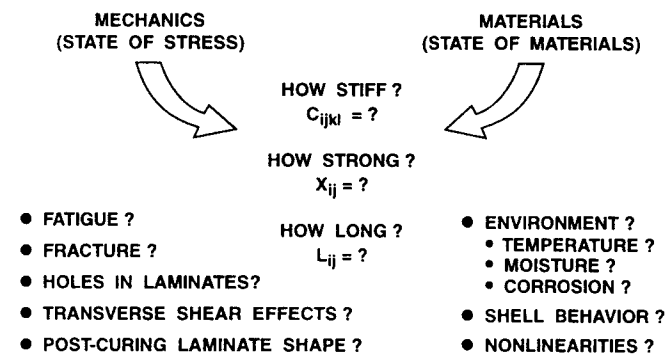 MECHANICS
(STATE OF STRESS)
MATERIALS
(STATE OF MATERIALS)
HOW STIFF ?
Cijkl = ?
HOW STRONG ?
Xij = ?
HOW LONG ?
Lij = ?
● FATIGUE ?
● FRACTURE ?
● HOLES IN LAMINATES?
● TRANSVERSE SHEAR EFFECTS ?
● POST-CURING LAMINATE SHAPE ?
● ENVIRONMENT ?
• TEMPERATURE ?
• MOISTURE ?
• CORROSION ?
● SHELL BEHAVIOR ?
● NONLINEARITIES ?